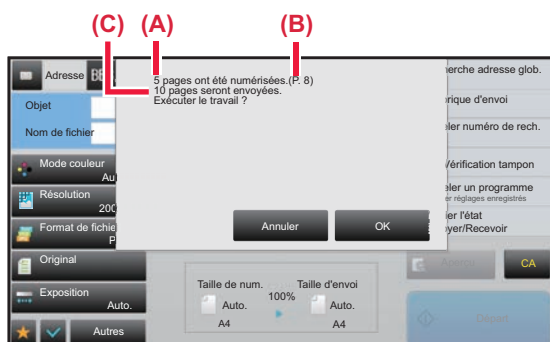 (C) (A) (B)
Adresse
5 pages ont été numérisées.(P. 8)
10 pages seront envoyées.
Exécuter le travail ?
Objet
Nom de fichier
Mode couleur
Au
Résolution
200
Format de fichie
P
Original
Exposition
Auto.
Autres
Annuler
OK
Taille de num.
100%
Taille d'envoi
Auto.
Auto.
A4
A4
erche adresse glob.
rique d'envoi
ler numéro de rech.
Vérification tampon
eler un programme
er réglages enregistrés
er l'état
oyer/Recevoir
CA
Départ